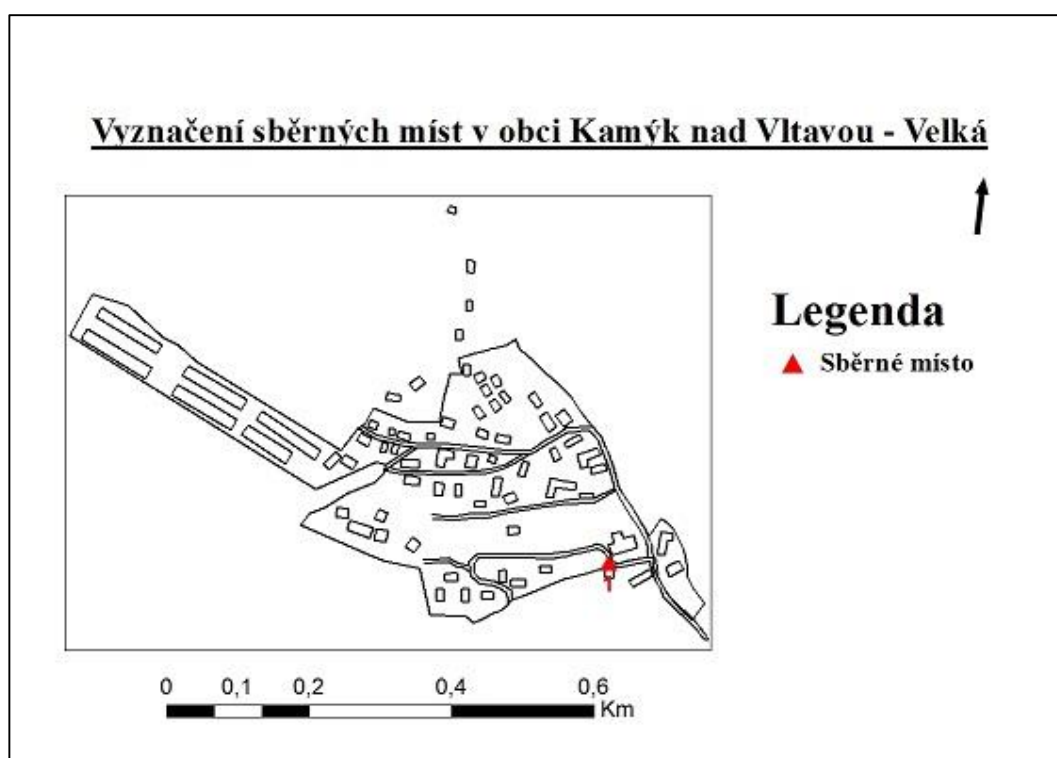 Vyznačení sběrných míst v obci Kamýk nad Vltavou - Velká
Legenda
Sběrné místo
0 0,1 0,2 0,4 0,6
Km